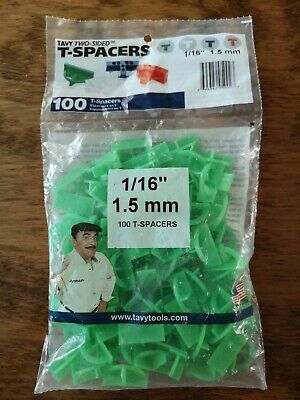 TAVY TWO-SIDED™
T-SPACERS
1/16" 1.5 mm
100 T-Spacers
1/16"
1.5 mm
100 T-SPACERS
www.tavytools.com